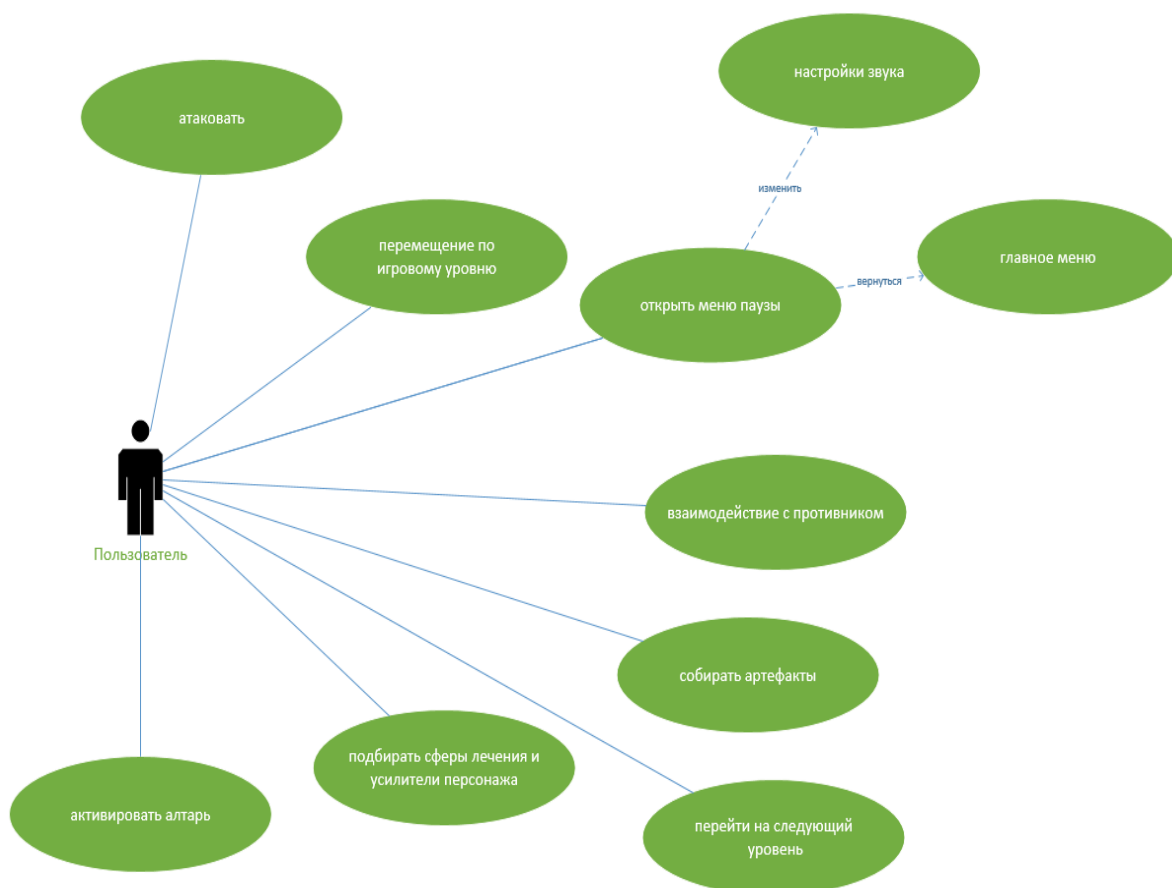 настройки звука
атаковать
изменить
перемещение по
игровому уровню
главное меню
вернуться
открыть меню паузы
взаимодействие с противником
Пользователь
собирать артефакты
подбирать сферы лечения и
усилители персонажа
активировать алтарь
перейти на следующий
уровень